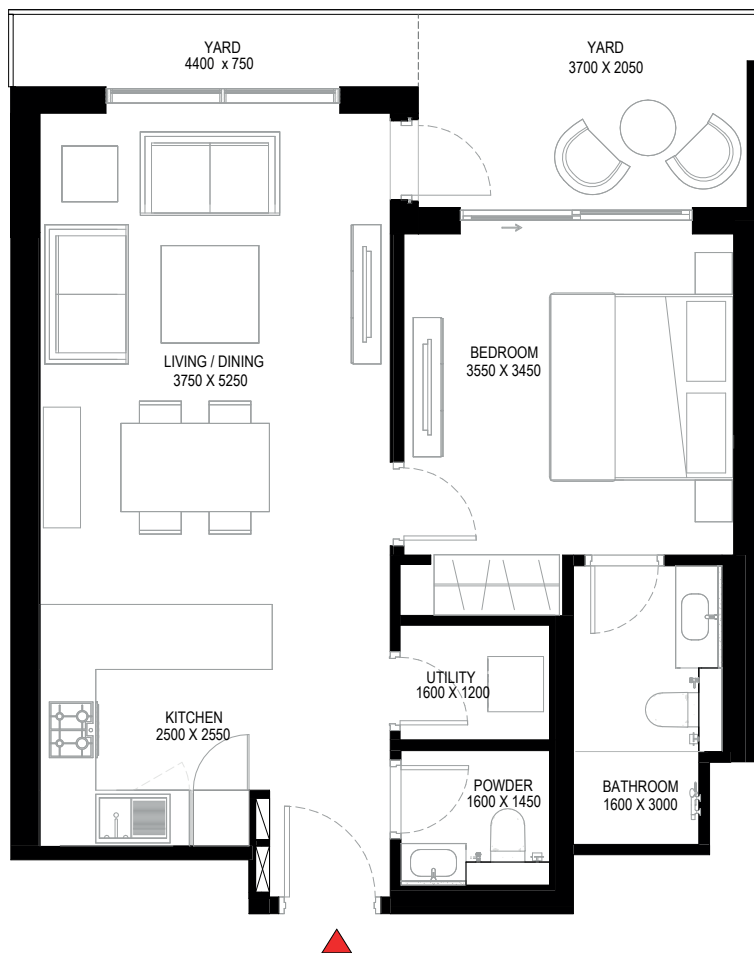 YARD
4400 x 750
YARD
3700 X 2050
LIVING / DINING
3750 X 5250
BEDROOM
3550 X 3450
UTILITY
1600 X 1200
KITCHEN
2500 X 2550
POWDER
1600 X 1450
BATHROOM
1600 X 3000